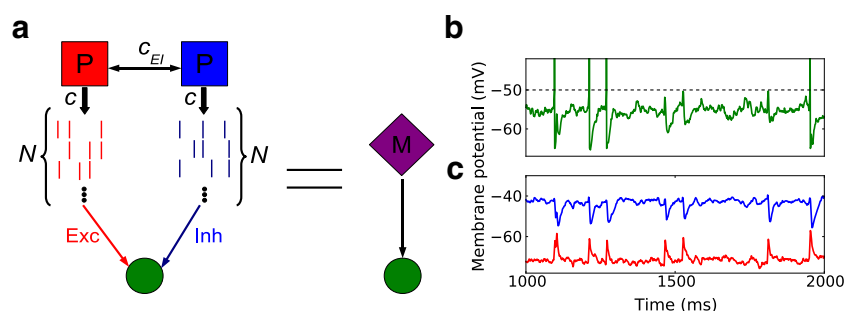 a
b
P
c_EI
P
c
c
N
N
M
Exc
Inh
−50
−60
c
−40
−60
Membrane potential (mV)
1000
1500
2000
Time (ms)